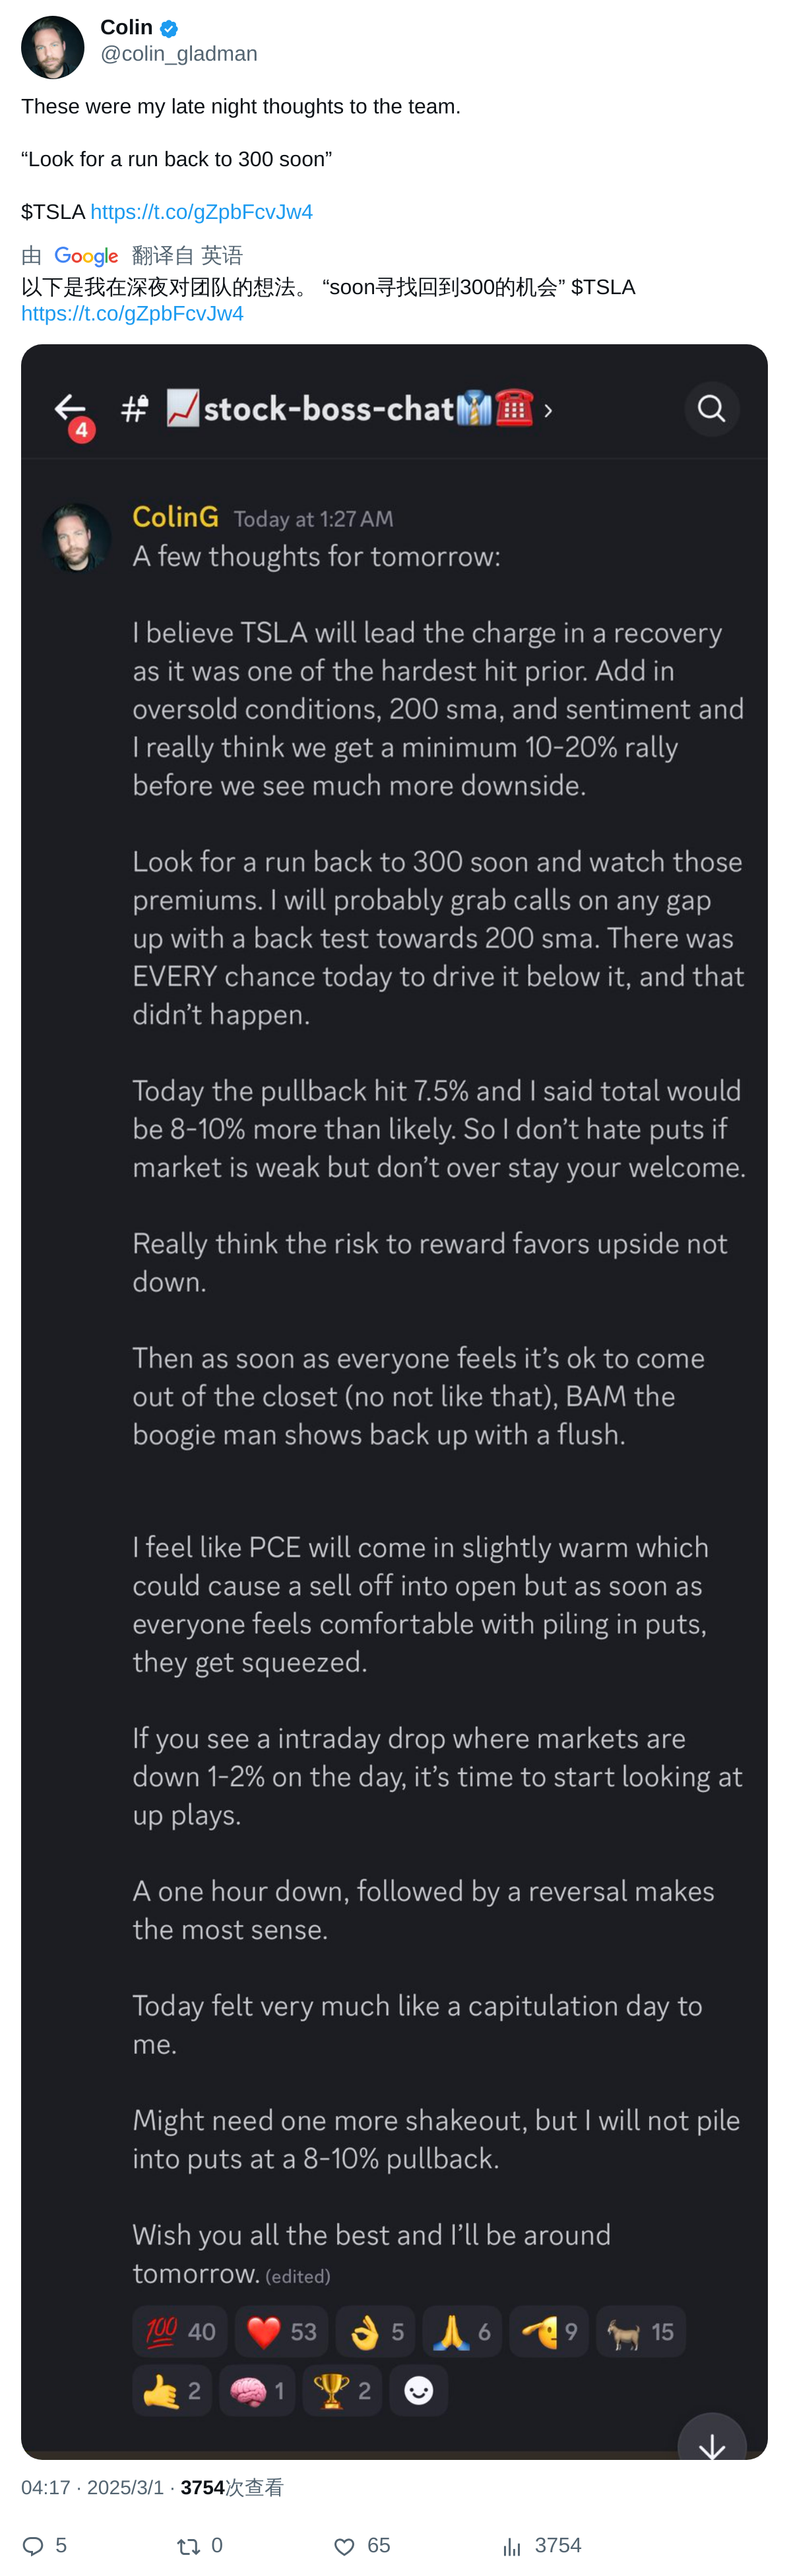 Colin
@colin_gladman
These were my late night thoughts to the team.
“Look for a run back to 300 soon”
$TSLA https://t.co/gZpbFcvJw4
由 Google 翻译自 英语
以下是我在深夜对团队的想法。 “soon寻找回到300的机会” $TSLA
https://t.co/gZpbFcvJw4
4
# 📈stock-boss-chat👔☎️ ›
ColinG Today at 1:27 AM
A few thoughts for tomorrow:
I believe TSLA will lead the charge in a recovery
as it was one of the hardest hit prior. Add in
oversold conditions, 200 sma, and sentiment and
I really think we get a minimum 10-20% rally
before we see much more downside.
Look for a run back to 300 soon and watch those
premiums. I will probably grab calls on any gap
up with a back test towards 200 sma. There was
EVERY chance today to drive it below it, and that
didn’t happen.
Today the pullback hit 7.5% and I said total would
be 8-10% more than likely. So I don’t hate puts if
market is weak but don’t over stay your welcome.
Really think the risk to reward favors upside not
down.
Then as soon as everyone feels it’s ok to come
out of the closet (no not like that), BAM the
boogie man shows back up with a flush.
I feel like PCE will come in slightly warm which
could cause a sell off into open but as soon as
everyone feels comfortable with piling in puts,
they get squeezed.
If you see a intraday drop where markets are
down 1-2% on the day, it’s time to start looking at
up plays.
A one hour down, followed by a reversal makes
the most sense.
Today felt very much like a capitulation day to
me.
Might need one more shakeout, but I will not pile
into puts at a 8-10% pullback.
Wish you all the best and I’ll be around
tomorrow. (edited)
💯 40 ❤️ 53 👌 5 🙏 6 🫡 9 🐐 15
🤙 2 🧠 1 🏆 2
04:17 · 2025/3/1 · 3754次查看
5 0 65 3754